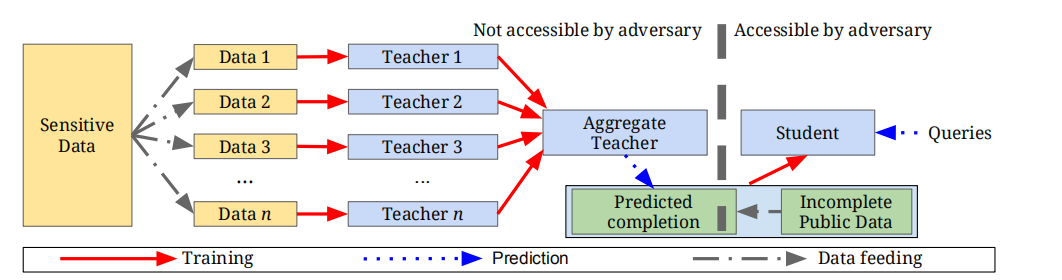 Not accessible by adversary
Accessible by adversary
Sensitive
Data
Data 1
Teacher 1
Data 2
Teacher 2
Data 3
Teacher 3
...
...
Data n
Teacher n
Aggregate
Teacher
Student
Queries
Predicted
completion
Incomplete
Public Data
Training
Prediction
Data feeding